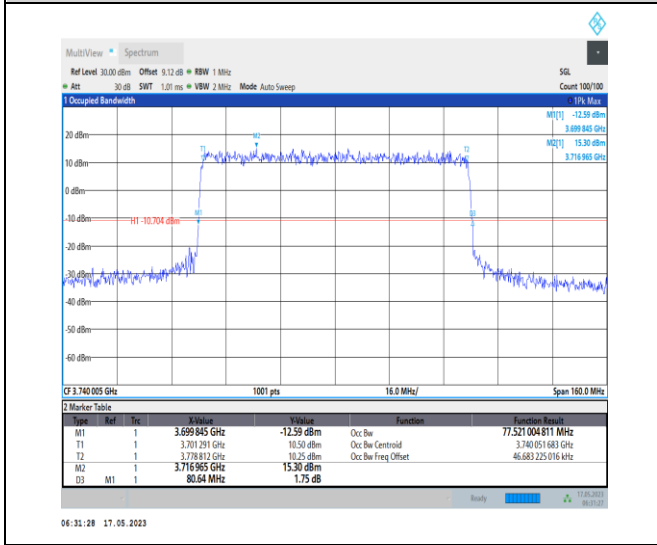 MultiView Spectrum
Ref Level 30.00 dBm Offset 9.12 dB RBW 1 MHz SGL
Att 30 dB SWT 1.01 ms VBW 2 MHz Mode Auto Sweep Count 100/100
1 Occupied Bandwidth 1Pk Max
M1[1] -12.59 dBm
3.699 845 GHz
M2[1] 15.30 dBm
3.716 965 GHz
20 dBm
M2
T1
T2
10 dBm
0 dBm
M1
D3
-10 dBm
H1 -10.704 dBm
-20 dBm
-30 dBm
-40 dBm
-50 dBm
-60 dBm
CF 3.740 005 GHz 1001 pts 16.0 MHz/ Span 160.0 MHz
2 Marker Table
Type Ref Trc X-Value Y-Value Function Function Result
M1 1 3.699 845 GHz -12.59 dBm Occ Bw 77.521 004 811 MHz
T1 1 3.701 291 GHz 10.50 dBm Occ Bw Centroid 3.740 051 683 GHz
T2 1 3.778 812 GHz 10.25 dBm Occ Bw Freq Offset 46.683 225 016 kHz
M2 1 3.716 965 GHz 15.30 dBm
D3 M1 1 80.64 MHz 1.75 dB
Ready 17.05.2023
06:31:27
06:31:28 17.05.2023